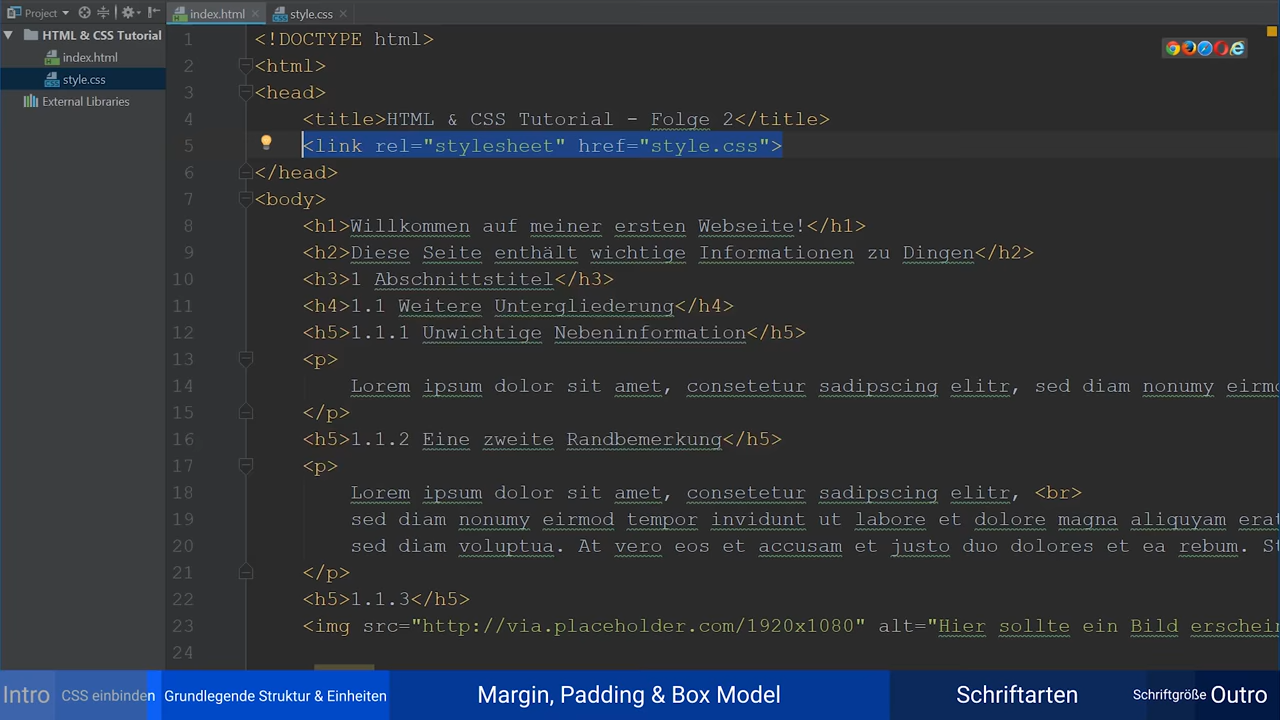 Project
index.html
style.css
HTML & CSS Tutorial
index.html
style.css
External Libraries
1 <!DOCTYPE html>
2 <html>
3 <head>
4 <title>HTML & CSS Tutorial - Folge 2</title>
5 <link rel="stylesheet" href="style.css">
6 </head>
7 <body>
8 <h1>Willkommen auf meiner ersten Webseite!</h1>
9 <h2>Diese Seite enthält wichtige Informationen zu Dingen</h2>
10 <h3>1 Abschnittstitel</h3>
11 <h4>1.1 Weitere Untergliederung</h4>
12 <h5>1.1.1 Unwichtige Nebeninformation</h5>
13 <p>
14 Lorem ipsum dolor sit amet, consetetur sadipscing elitr, sed diam nonumy eirmo
15 </p>
16 <h5>1.1.2 Eine zweite Randbemerkung</h5>
17 <p>
18 Lorem ipsum dolor sit amet, consetetur sadipscing elitr, <br>
19 sed diam nonumy eirmod tempor invidunt ut labore et dolore magna aliquyam erat
20 sed diam voluptua. At vero eos et accusam et justo duo dolores et ea rebum. St
21 </p>
22 <h5>1.1.3</h5>
23 <img src="http://via.placeholder.com/1920x1080" alt="Hier sollte ein Bild erschein
24
Intro CSS einbinden Grundlegende Struktur & Einheiten Margin, Padding & Box Model Schriftarten Schriftgröße Outro